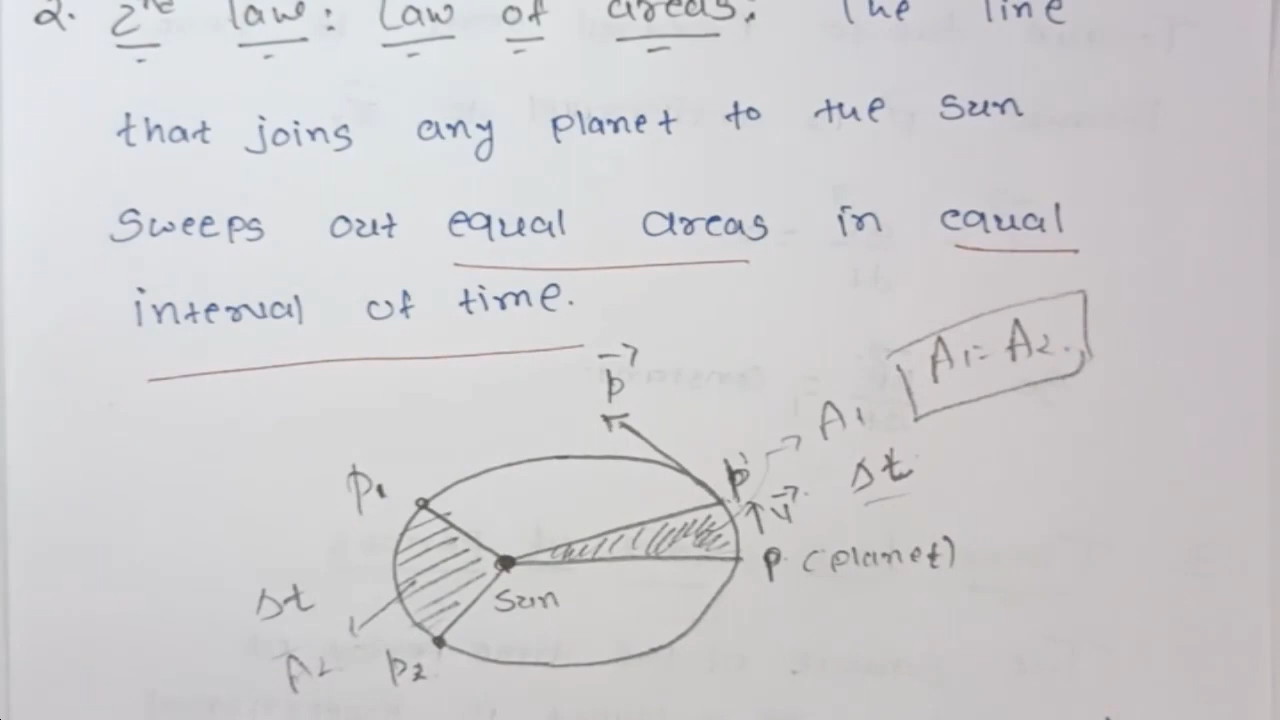 2. 2nd law: Law of areas: The line
that joins any planet to the Sun
Sweeps out equal areas in equal
interval of time.
A₁ = A₂.
p⃗
A₁
Δt
p₁
p'
v⃗
p (planet)
Sun
Δt
A₂
p₂